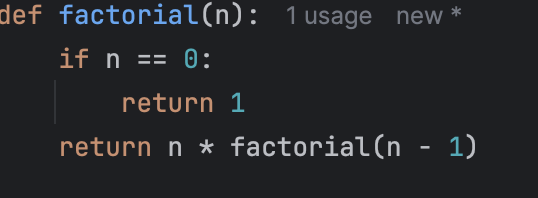 def factorial(n):  1 usage  new *
    if n == 0:
        return 1
    return n * factorial(n - 1)